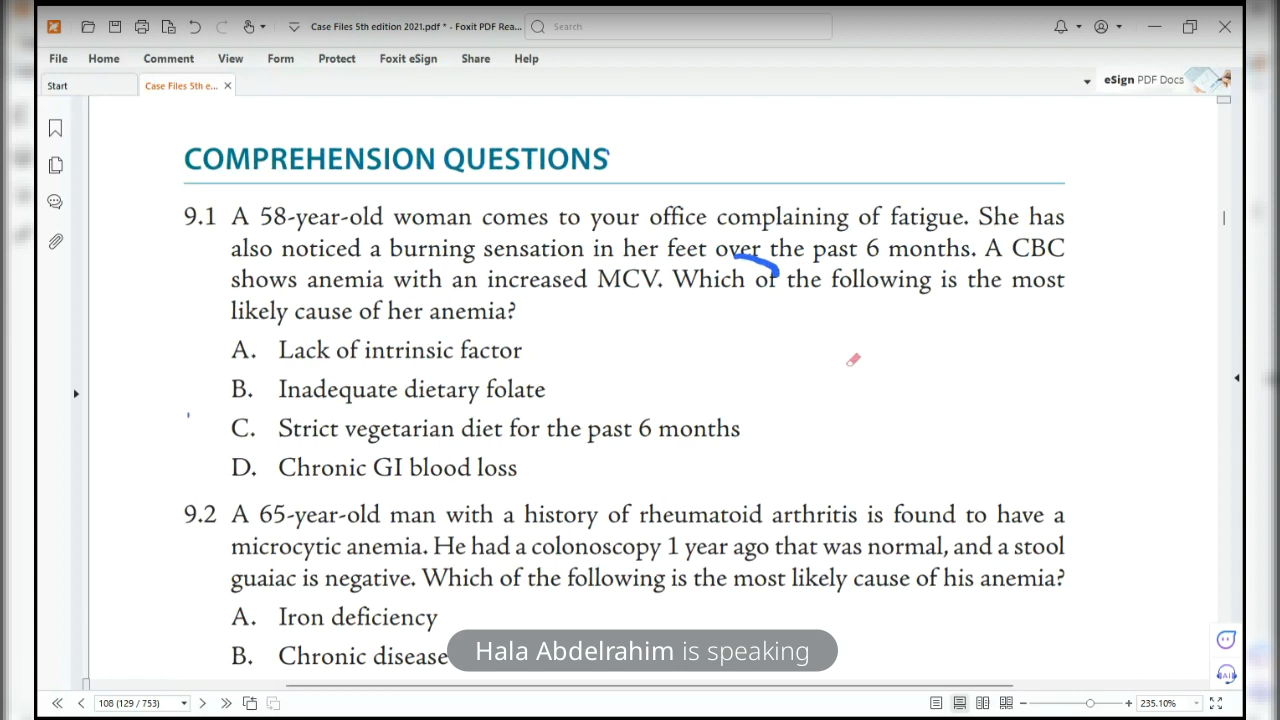 Case Files 5th edition 2021.pdf * - Foxit PDF Rea...
Search
File Home Comment View Form Protect Foxit eSign Share Help
Start
Case Files 5th e...
eSign PDF Docs
COMPREHENSION QUESTIONS
9.1 A 58-year-old woman comes to your office complaining of fatigue. She has
also noticed a burning sensation in her feet over the past 6 months. A CBC
shows anemia with an increased MCV. Which of the following is the most
likely cause of her anemia?
A. Lack of intrinsic factor
B. Inadequate dietary folate
C. Strict vegetarian diet for the past 6 months
D. Chronic GI blood loss
9.2 A 65-year-old man with a history of rheumatoid arthritis is found to have a
microcytic anemia. He had a colonoscopy 1 year ago that was normal, and a stool
guaiac is negative. Which of the following is the most likely cause of his anemia?
A. Iron deficiency
B. Chronic disease
Hala Abdelrahim is speaking
AI
108 (129 / 753)
235.10%